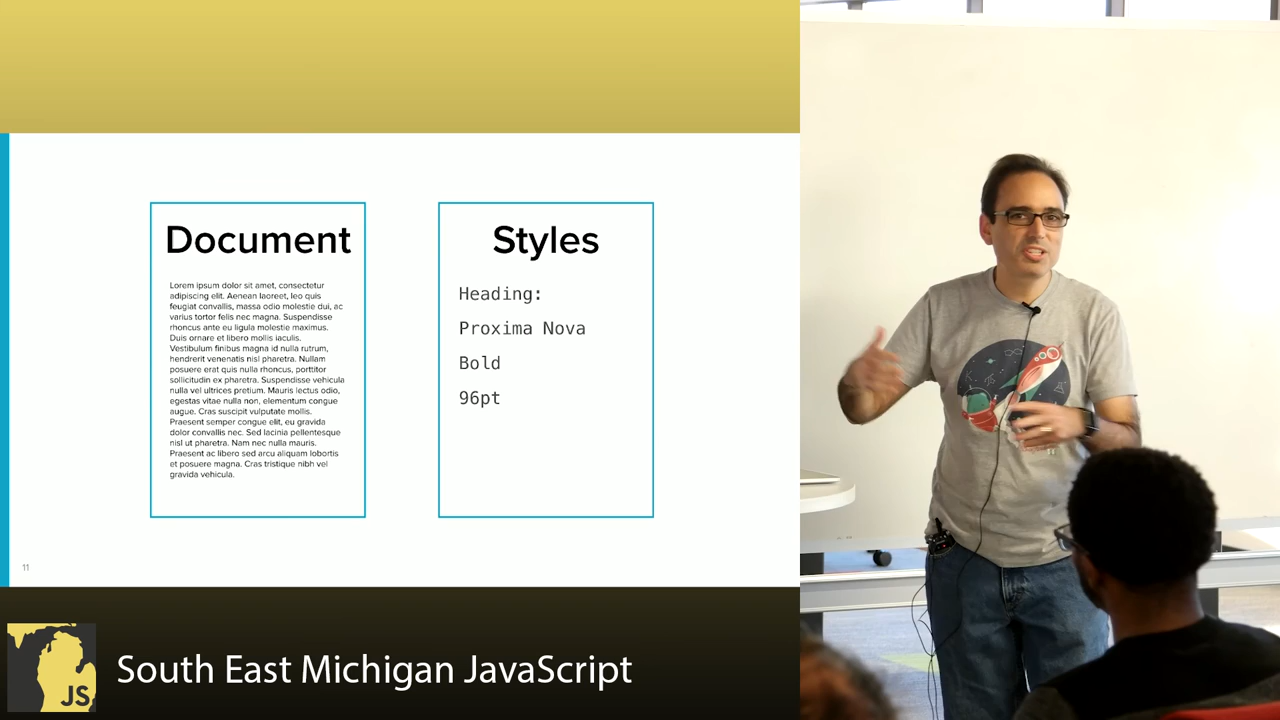 Document
Lorem ipsum dolor sit amet, consectetur
adipiscing elit. Aenean laoreet, leo quis
feugiat convallis, massa odio molestie dui, ac
varius tortor felis nec magna. Suspendisse
rhoncus ante eu ligula molestie maximus.
Duis ornare et libero mollis iaculis.
Vestibulum finibus magna id nulla rutrum,
hendrerit venenatis nisl pharetra. Nullam
posuere erat quis nulla rhoncus, porttitor
sollicitudin ex pharetra. Suspendisse vehicula
nulla vel ultrices pretium. Mauris lectus odio,
egestas vitae nulla non, elementum congue
augue. Cras suscipit vulputate mollis.
Praesent semper congue elit, eu gravida
dolor convallis nec. Sed lacinia pellentesque
nisl ut pharetra. Nam nec nulla mauris.
Praesent ac libero sed arcu aliquam lobortis
et posuere magna. Cras tristique nibh vel
gravida vehicula.
Styles
Heading:
Proxima Nova
Bold
96pt
11
JS
South East Michigan JavaScript